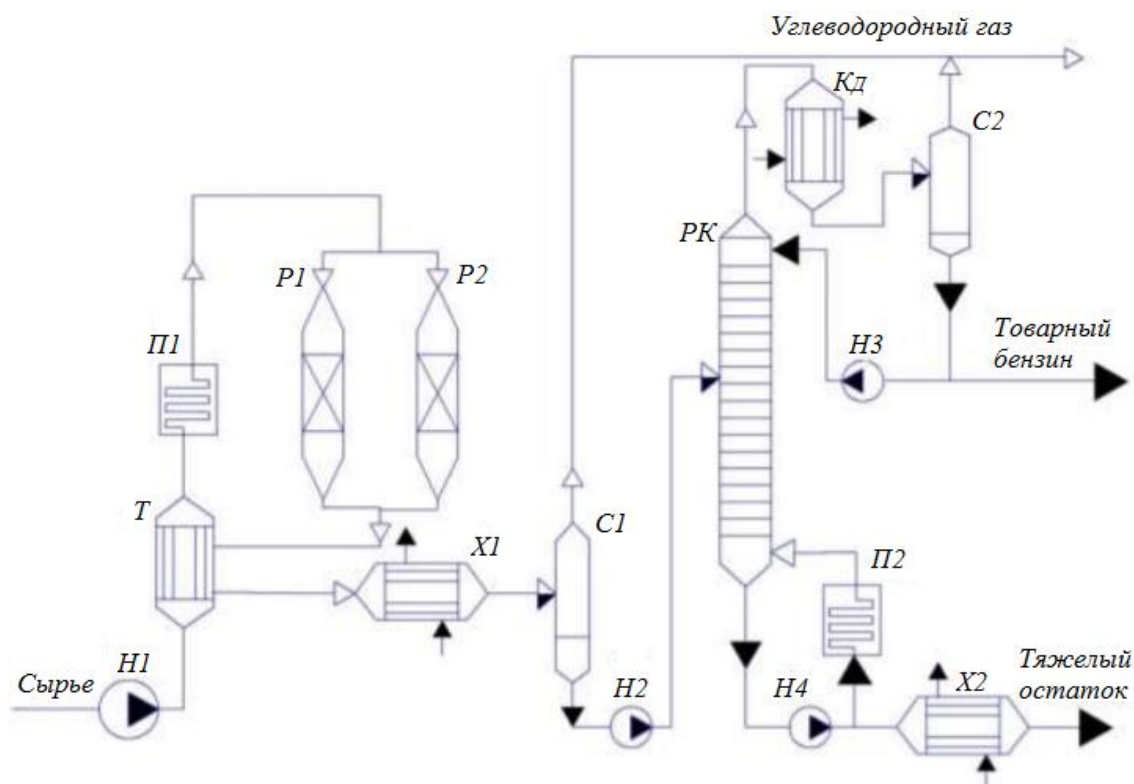 Углеводородный газ
Кд
С2
РК
Р1
Р2
Товарный
бензин
Н3
П1
Т
С1
Х1
П2
Тяжелый
остаток
Н1
Н2
Н4
Х2
Сырье